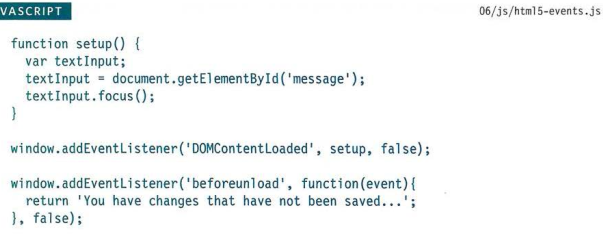 VASCRIPT
06/js/html5-events.js
function setup() {
var textInput;
textInput = document.getElementById('message');
textInput.focus();
}
window.addEventListener('DOMContentLoaded', setup, false);
window.addEventListener('beforeunload', function(event){
return 'You have changes that have not been saved...';
}, false);